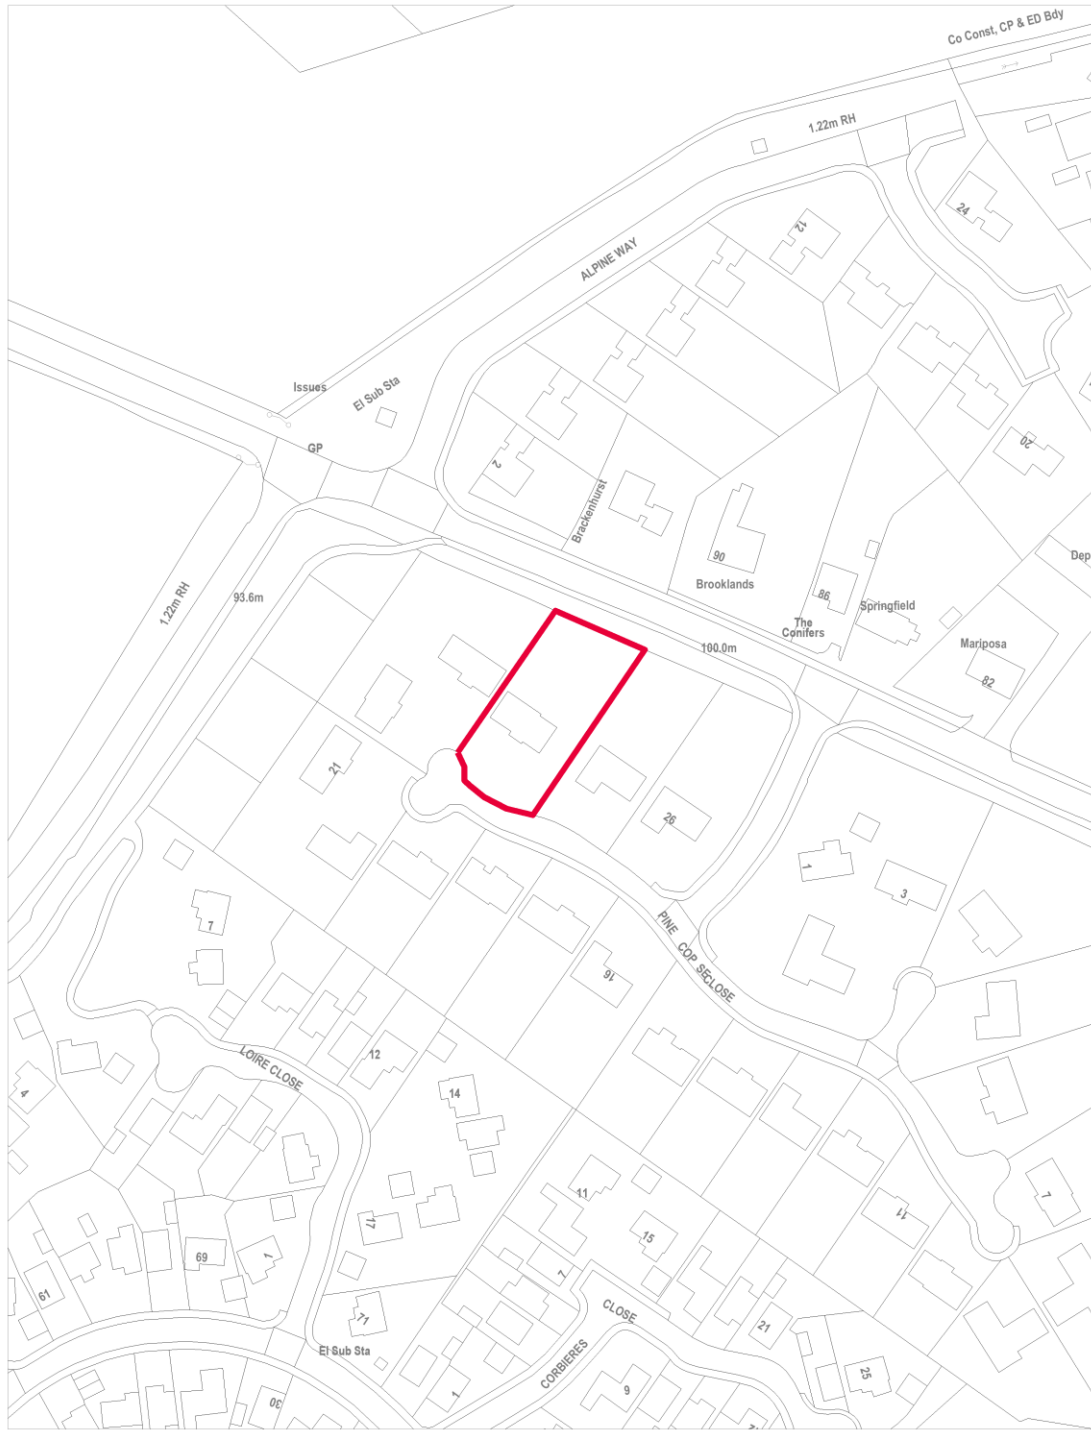 Co Const, CP & ED Bdy
1.22m RH
24
12
ALPINE WAY
Issues
El Sub Sta
GP
20
2
Brackenhurst
90
Brooklands
Dep
1.22m RH
93.6m
86
The
Conifers
Springfield
100.0m
Mariposa
82
21
26
1
3
7
PINE COPSE CLOSE
16
LOIRE CLOSE
12
14
4
11
7
11
15
17
69
1
61
7
71
CLOSE
21
El Sub Sta
CORBIERES
25
1
9
30